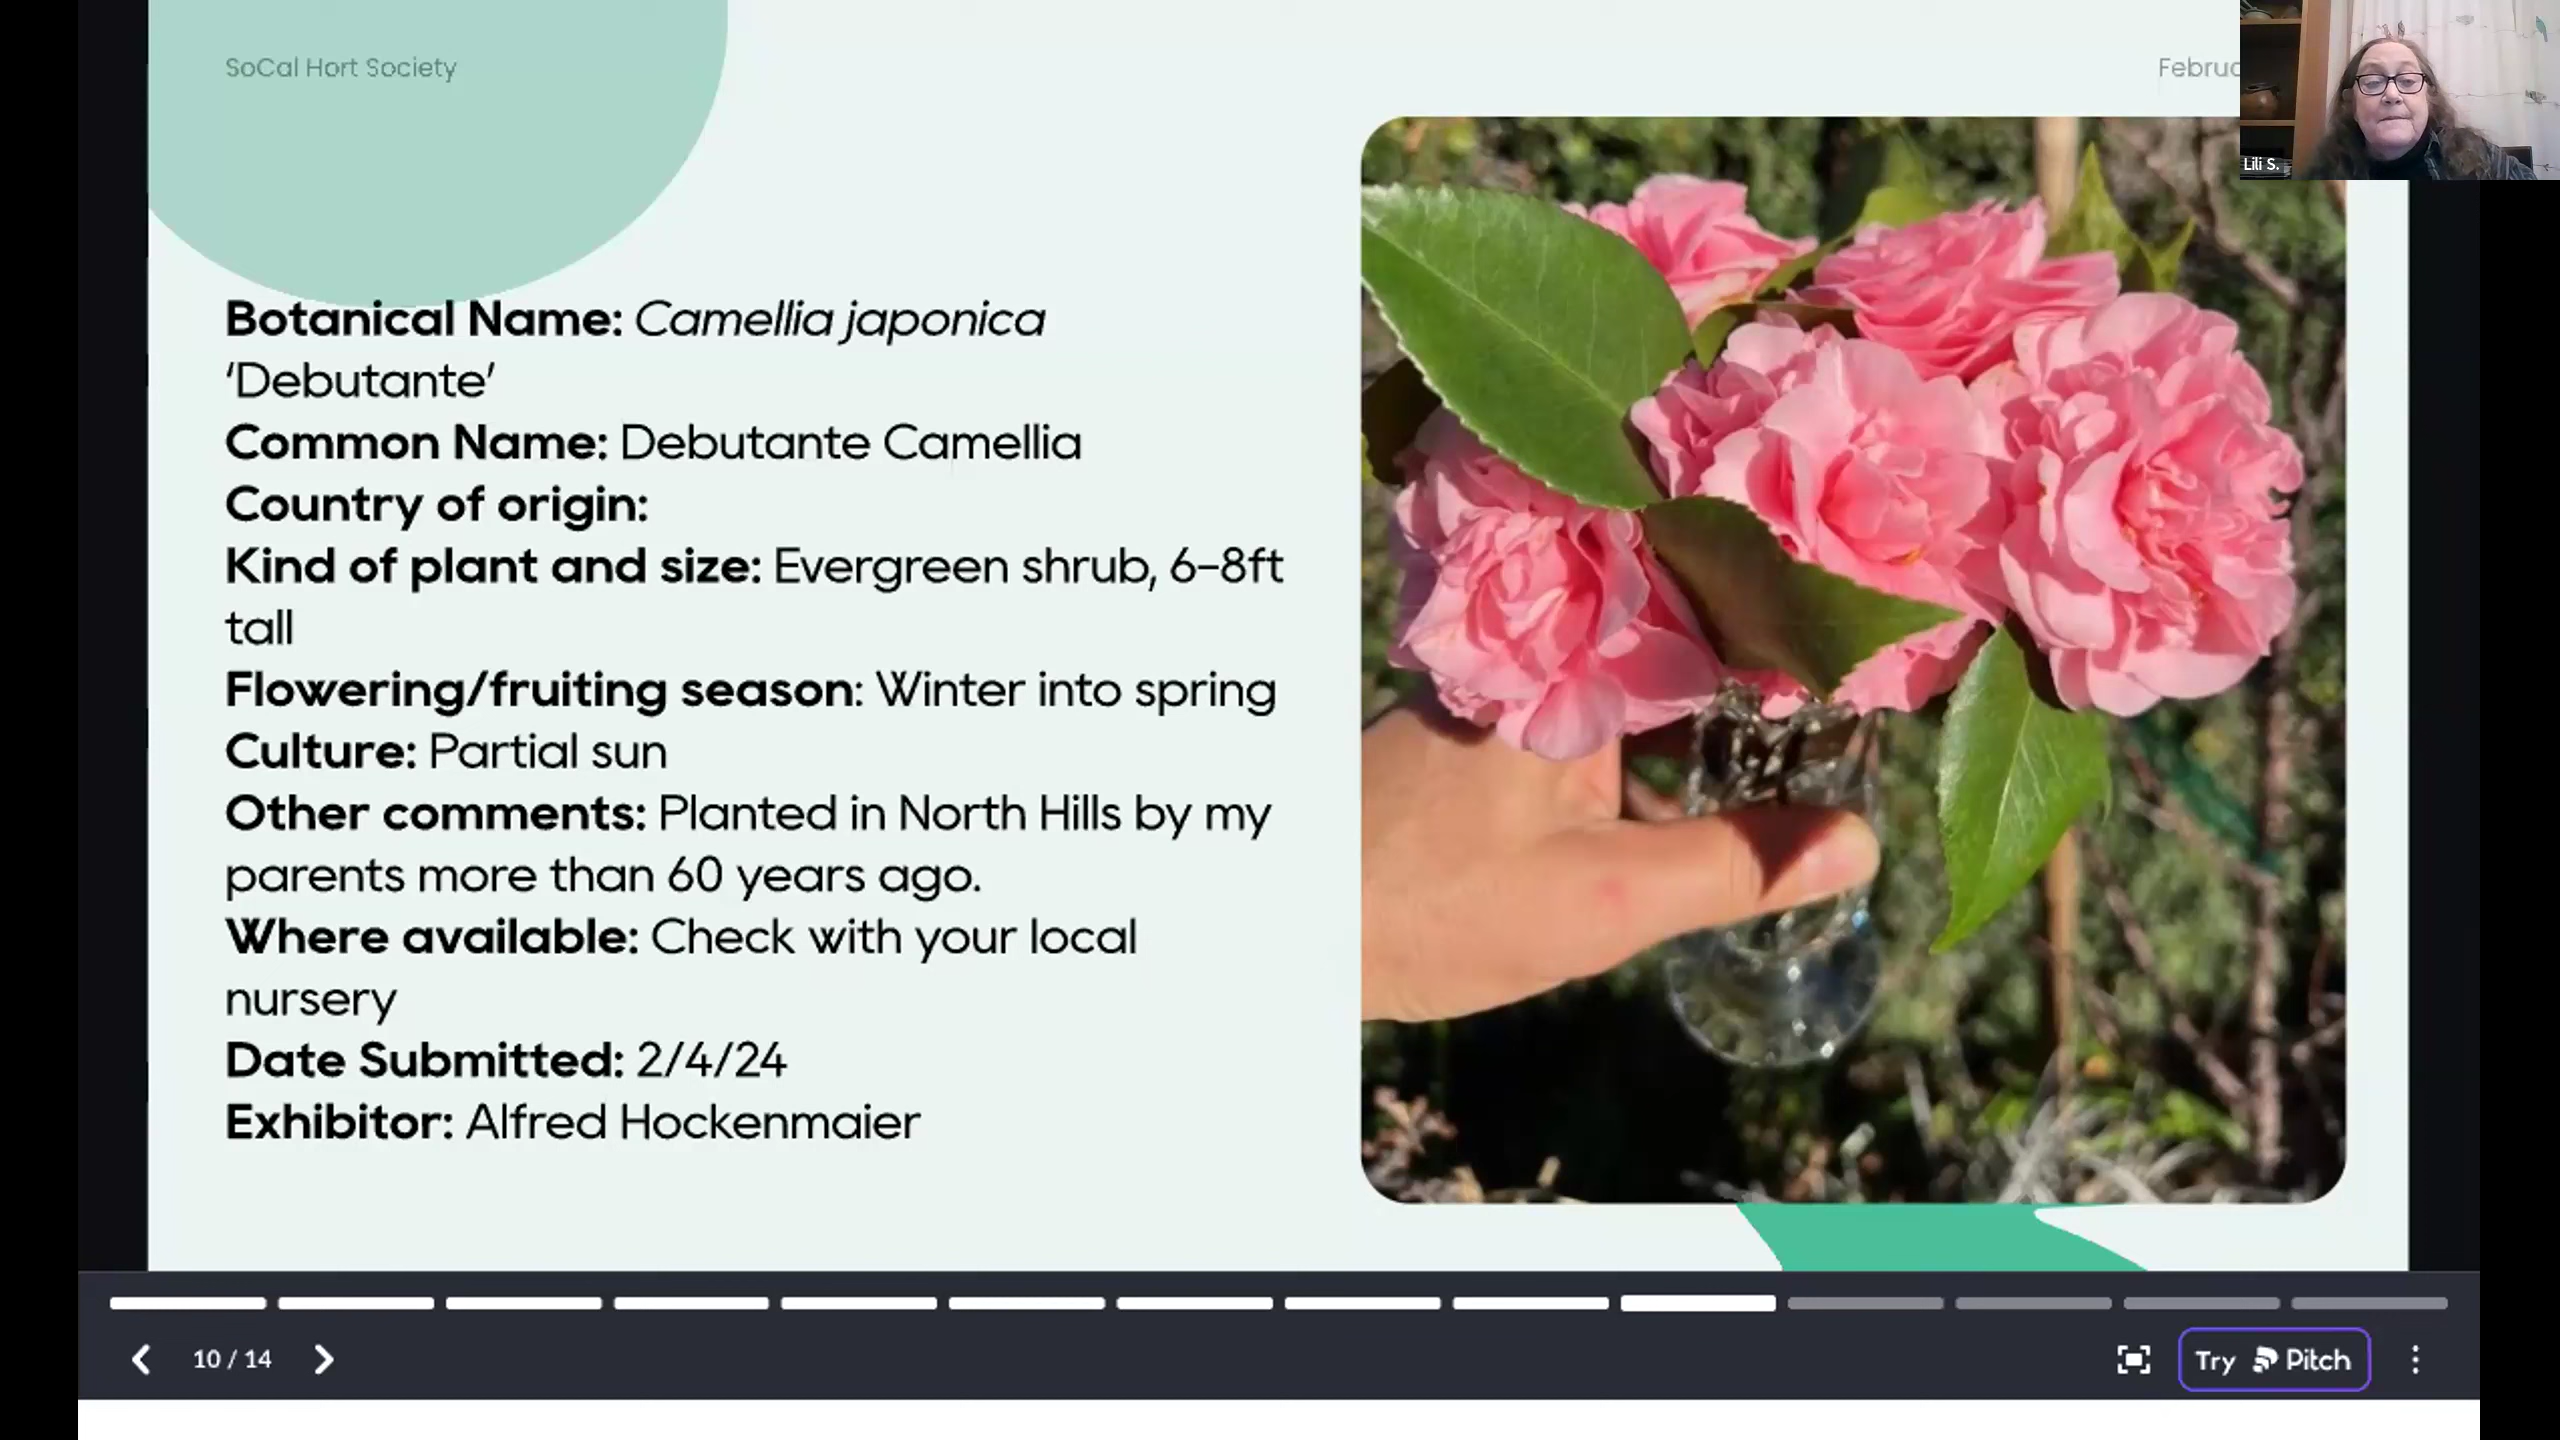 SoCal Hort Society
Lili S.
Botanical Name: Camellia japonica
‘Debutante’
Common Name: Debutante Camellia
Country of origin:
Kind of plant and size: Evergreen shrub, 6-8ft
tall
Flowering/fruiting season: Winter into spring
Culture: Partial sun
Other comments: Planted in North Hills by my
parents more than 60 years ago.
Where available: Check with your local
nursery
Date Submitted: 2/4/24
Exhibitor: Alfred Hockenmaier
10 / 14
Try Pitch